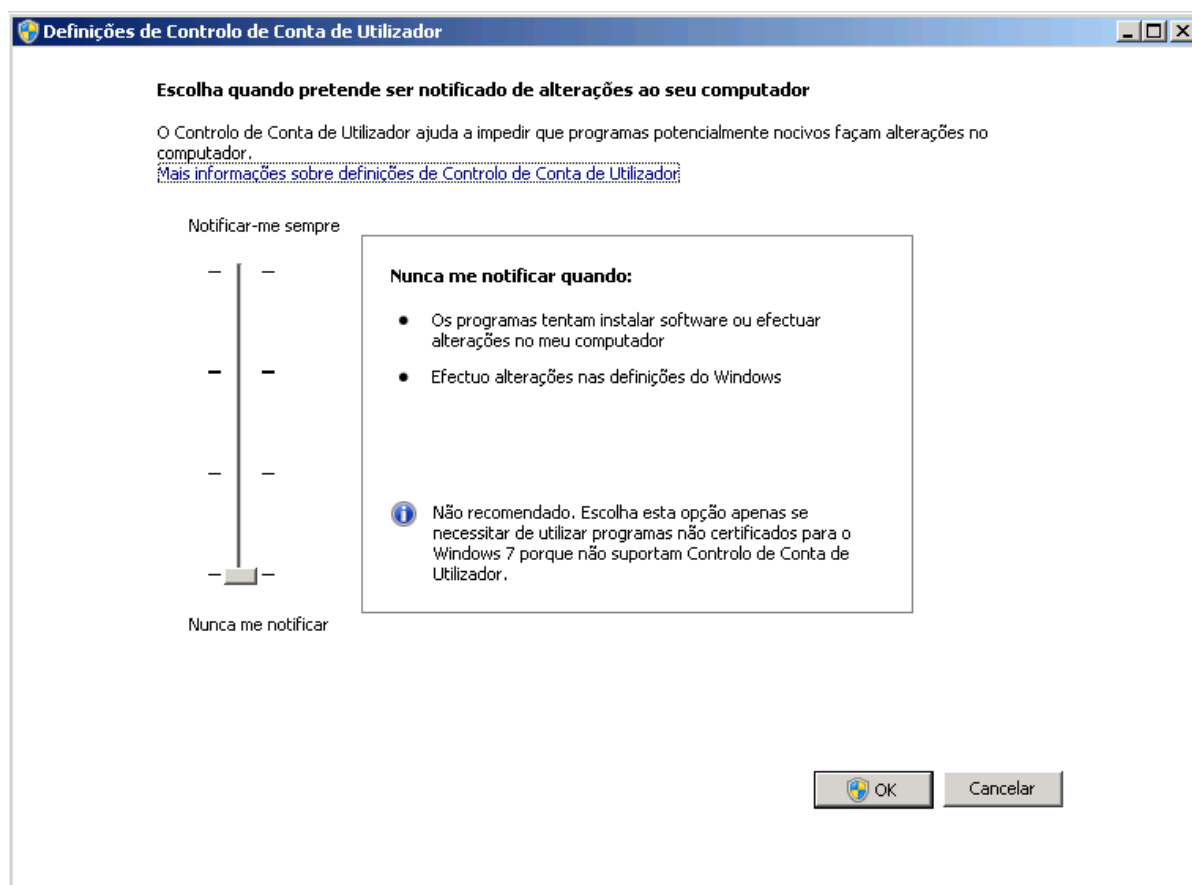 Definições de Controlo de Conta de Utilizador
Escolha quando pretende ser notificado de alterações ao seu computador
O Controlo de Conta de Utilizador ajuda a impedir que programas potencialmente nocivos façam alterações no
computador.
Mais informações sobre definições de Controlo de Conta de Utilizador
Notificar-me sempre
Nunca me notificar quando:
Os programas tentam instalar software ou efectuar
alterações no meu computador
Efectuo alterações nas definições do Windows
Não recomendado. Escolha esta opção apenas se
necessitar de utilizar programas não certificados para o
Windows 7 porque não suportam Controlo de Conta de
Utilizador.
Nunca me notificar
OK
Cancelar